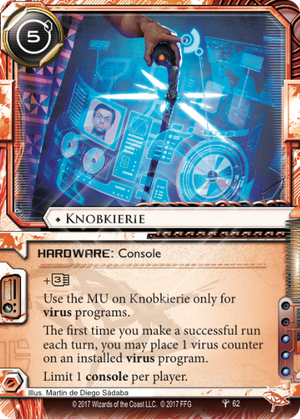 5
KNOBKIERIE
HARDWARE: Console
+3
Use the MU on Knobkierie only for
virus programs.
The first time you make a successful run
each turn, you may place 1 virus counter
on an installed virus program.
Limit 1 console per player.
Illus. Martin de Diego Sádaba
© 2017 Wizards of the Coast LLC. © 2017 FFG
62